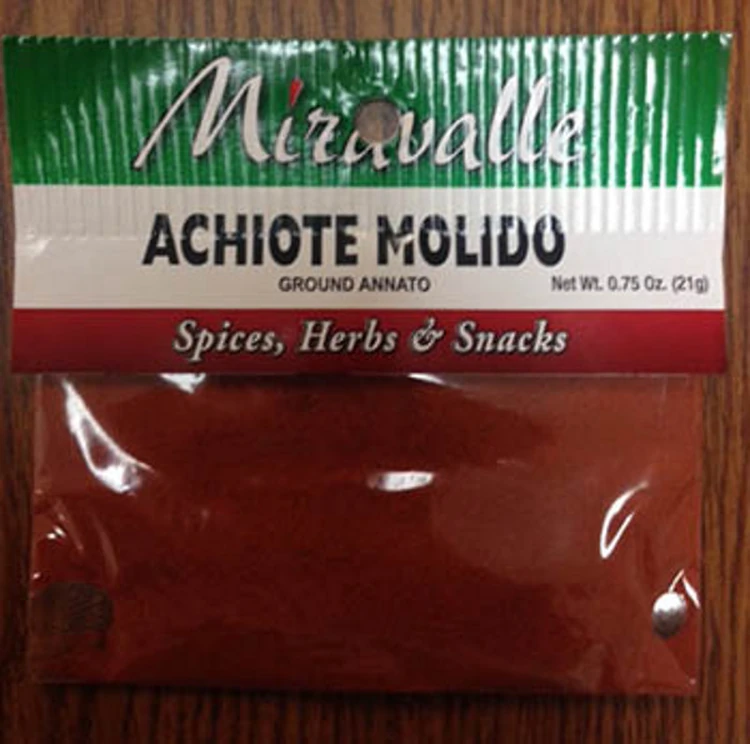 Miravalle
ACHIOTE MOLIDO
GROUND ANNATO
Net Wt. 0.75 Oz. (21g)
Spices, Herbs & Snacks